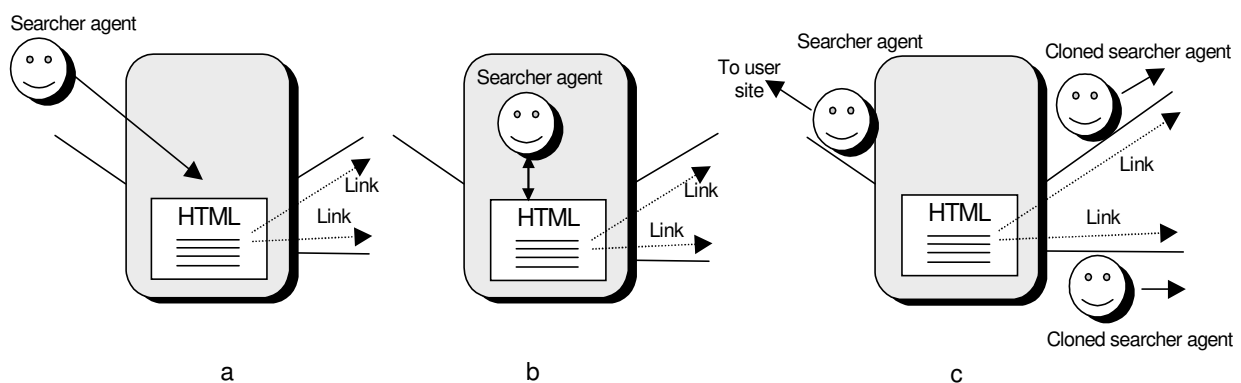 Searcher agent
HTML
Link
Link
a
Searcher agent
HTML
Link
Link
b
Searcher agent
To user
site
Cloned searcher agent
HTML
Link
Link
Cloned searcher agent
c